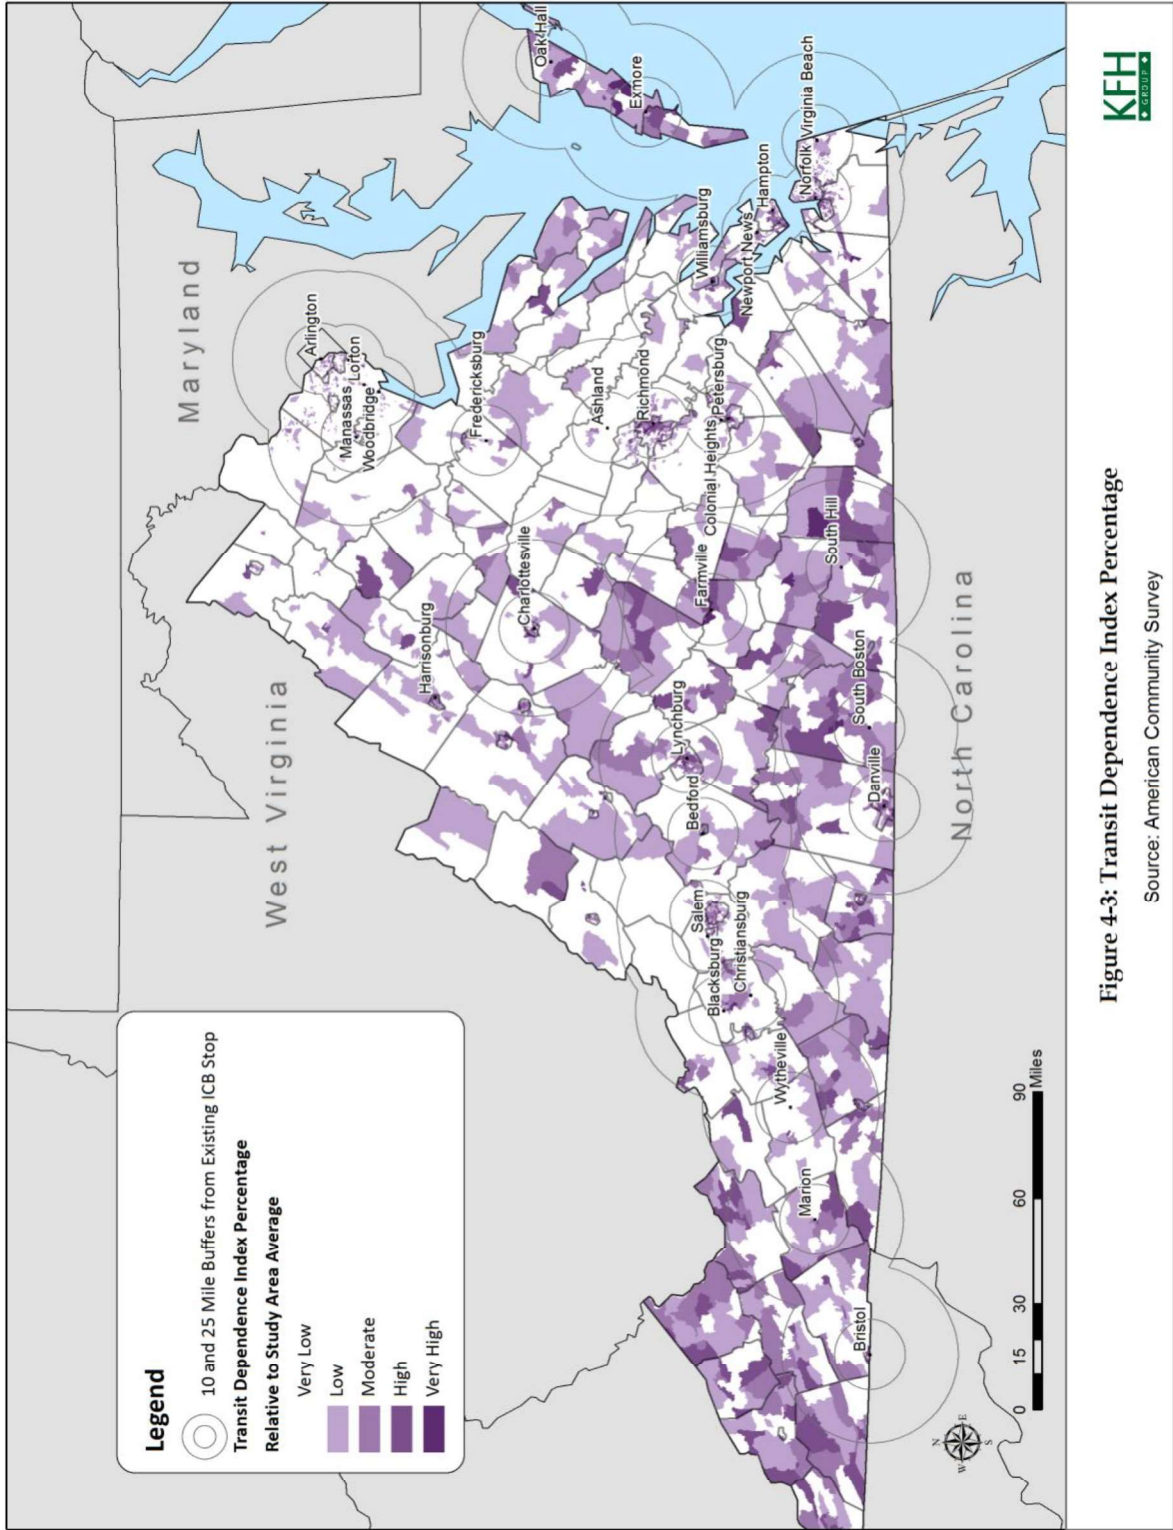 Maryland
West Virginia
North Carolina
Oak Hall
Exmore
Arlington
Lorton
Manassas
Woodbridge
Fredericksburg
Ashland
Richmond
Williamsburg
Newport News
Hampton
Norfolk
Virginia Beach
Petersburg
Colonial Heights
Charlottesville
Harrisonburg
Farmville
South Hill
South Boston
Lynchburg
Bedford
Danville
Salem
Blacksburg
Christiansburg
Wytheville
Marion
Bristol
Legend
10 and 25 Mile Buffers from Existing ICB Stop
Transit Dependence Index Percentage
Relative to Study Area Average
Very Low
Low
Moderate
High
Very High
N
W
E
S
0 15 30 60 90
Miles
Figure 4-3: Transit Dependence Index Percentage
Source: American Community Survey
KFH
GROUP